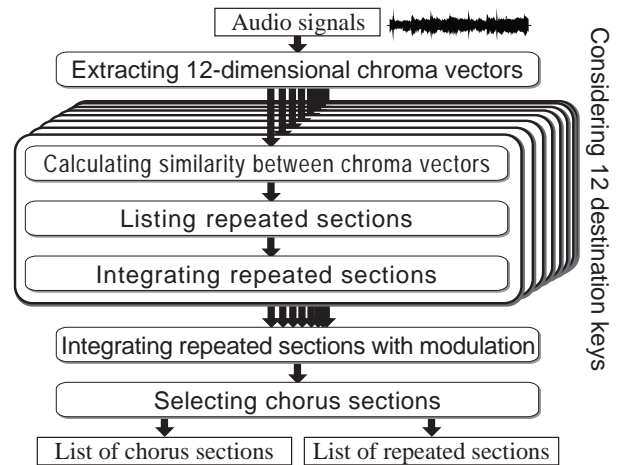 Audio signals
Extracting 12-dimensional chroma vectors
Calculating similarity between chroma vectors
Listing repeated sections
Integrating repeated sections
Integrating repeated sections with modulation
Selecting chorus sections
List of chorus sections
List of repeated sections
Considering 12 destination keys